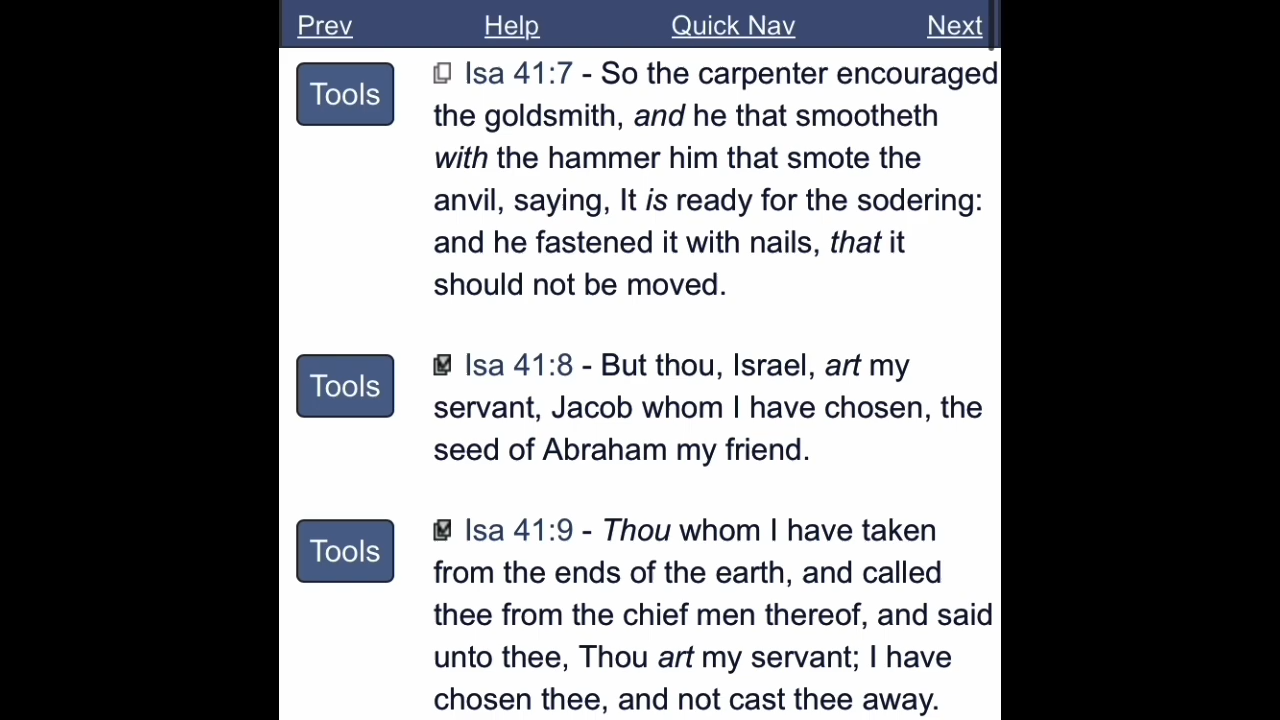 Prev Help Quick Nav Next
Tools
Isa 41:7 - So the carpenter encouraged
the goldsmith, and he that smootheth
with the hammer him that smote the
anvil, saying, It is ready for the sodering:
and he fastened it with nails, that it
should not be moved.
Tools
Isa 41:8 - But thou, Israel, art my
servant, Jacob whom I have chosen, the
seed of Abraham my friend.
Tools
Isa 41:9 - Thou whom I have taken
from the ends of the earth, and called
thee from the chief men thereof, and said
unto thee, Thou art my servant; I have
chosen thee, and not cast thee away.